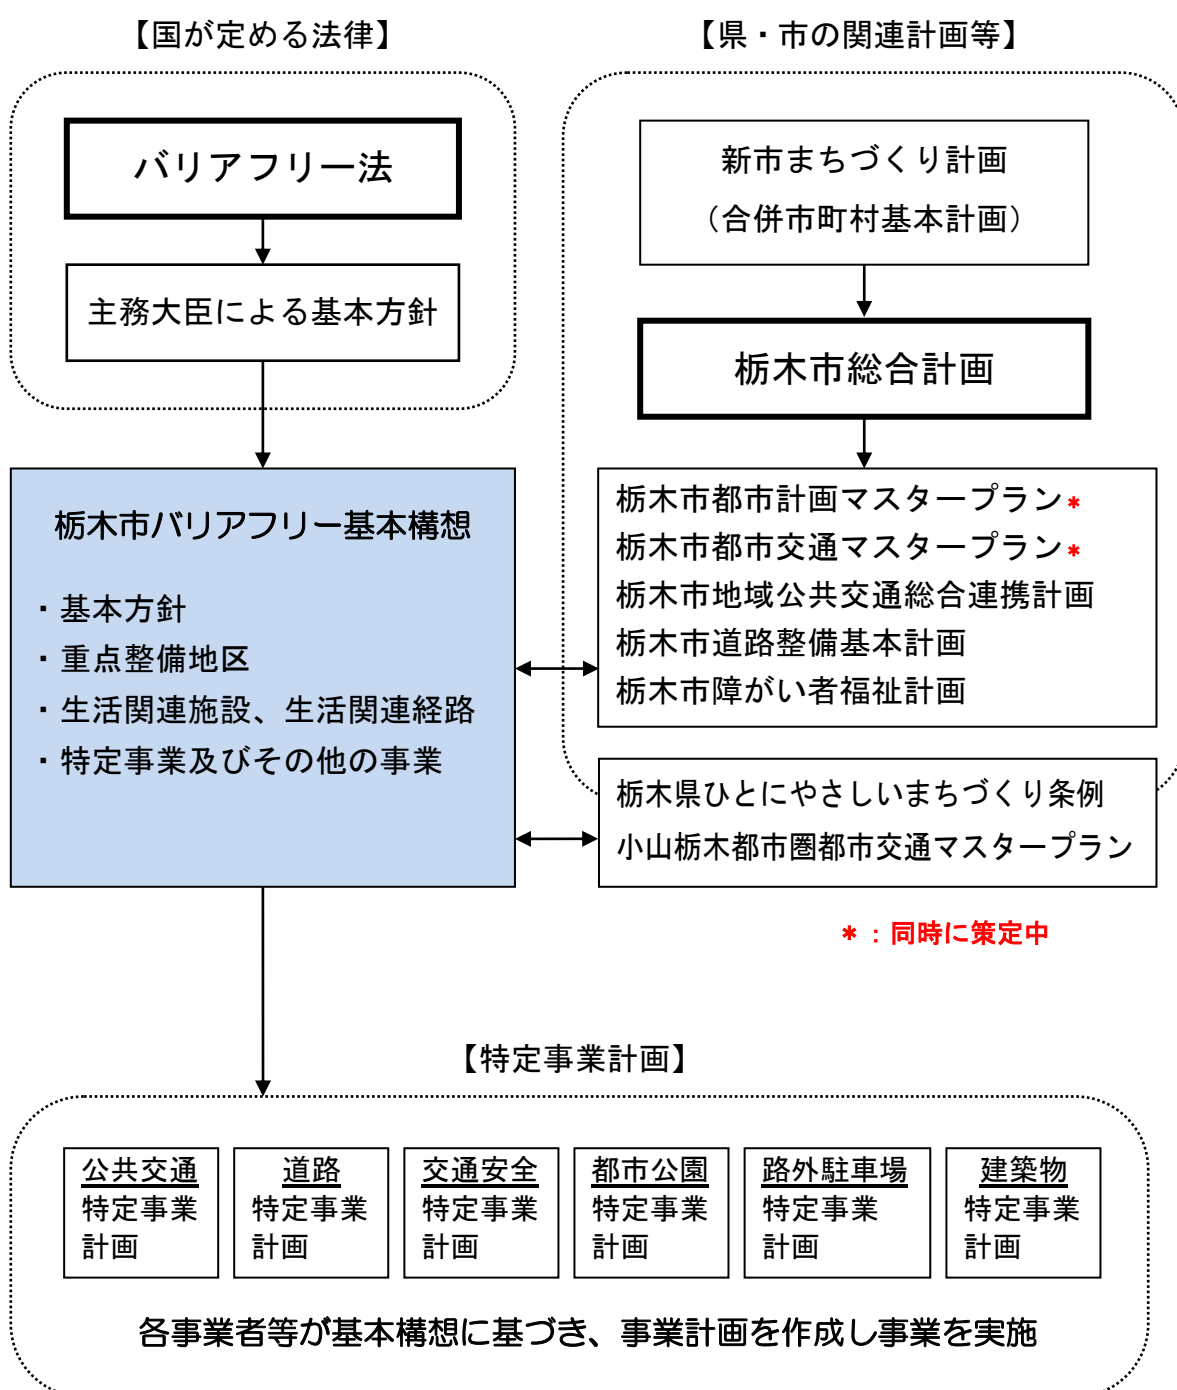 【国が定める法律】
バリアフリー法
主務大臣による基本方針
【県・市の関連計画等】
新市まちづくり計画
（合併市町村基本計画）
栃木市総合計画
栃木市都市計画マスタープラン*
栃木市都市交通マスタープラン*
栃木市地域公共交通総合連携計画
栃木市道路整備基本計画
栃木市障がい者福祉計画
栃木県ひとにやさしいまちづくり条例
小山栃木都市圏都市交通マスタープラン
*：同時に策定中
栃木市バリアフリー基本構想
・基本方針
・重点整備地区
・生活関連施設、生活関連経路
・特定事業及びその他の事業
【特定事業計画】
公共交通
特定事業
計画
道路
特定事業
計画
交通安全
特定事業
計画
都市公園
特定事業
計画
路外駐車場
特定事業
計画
建築物
特定事業
計画
各事業者等が基本構想に基づき、事業計画を作成し事業を実施